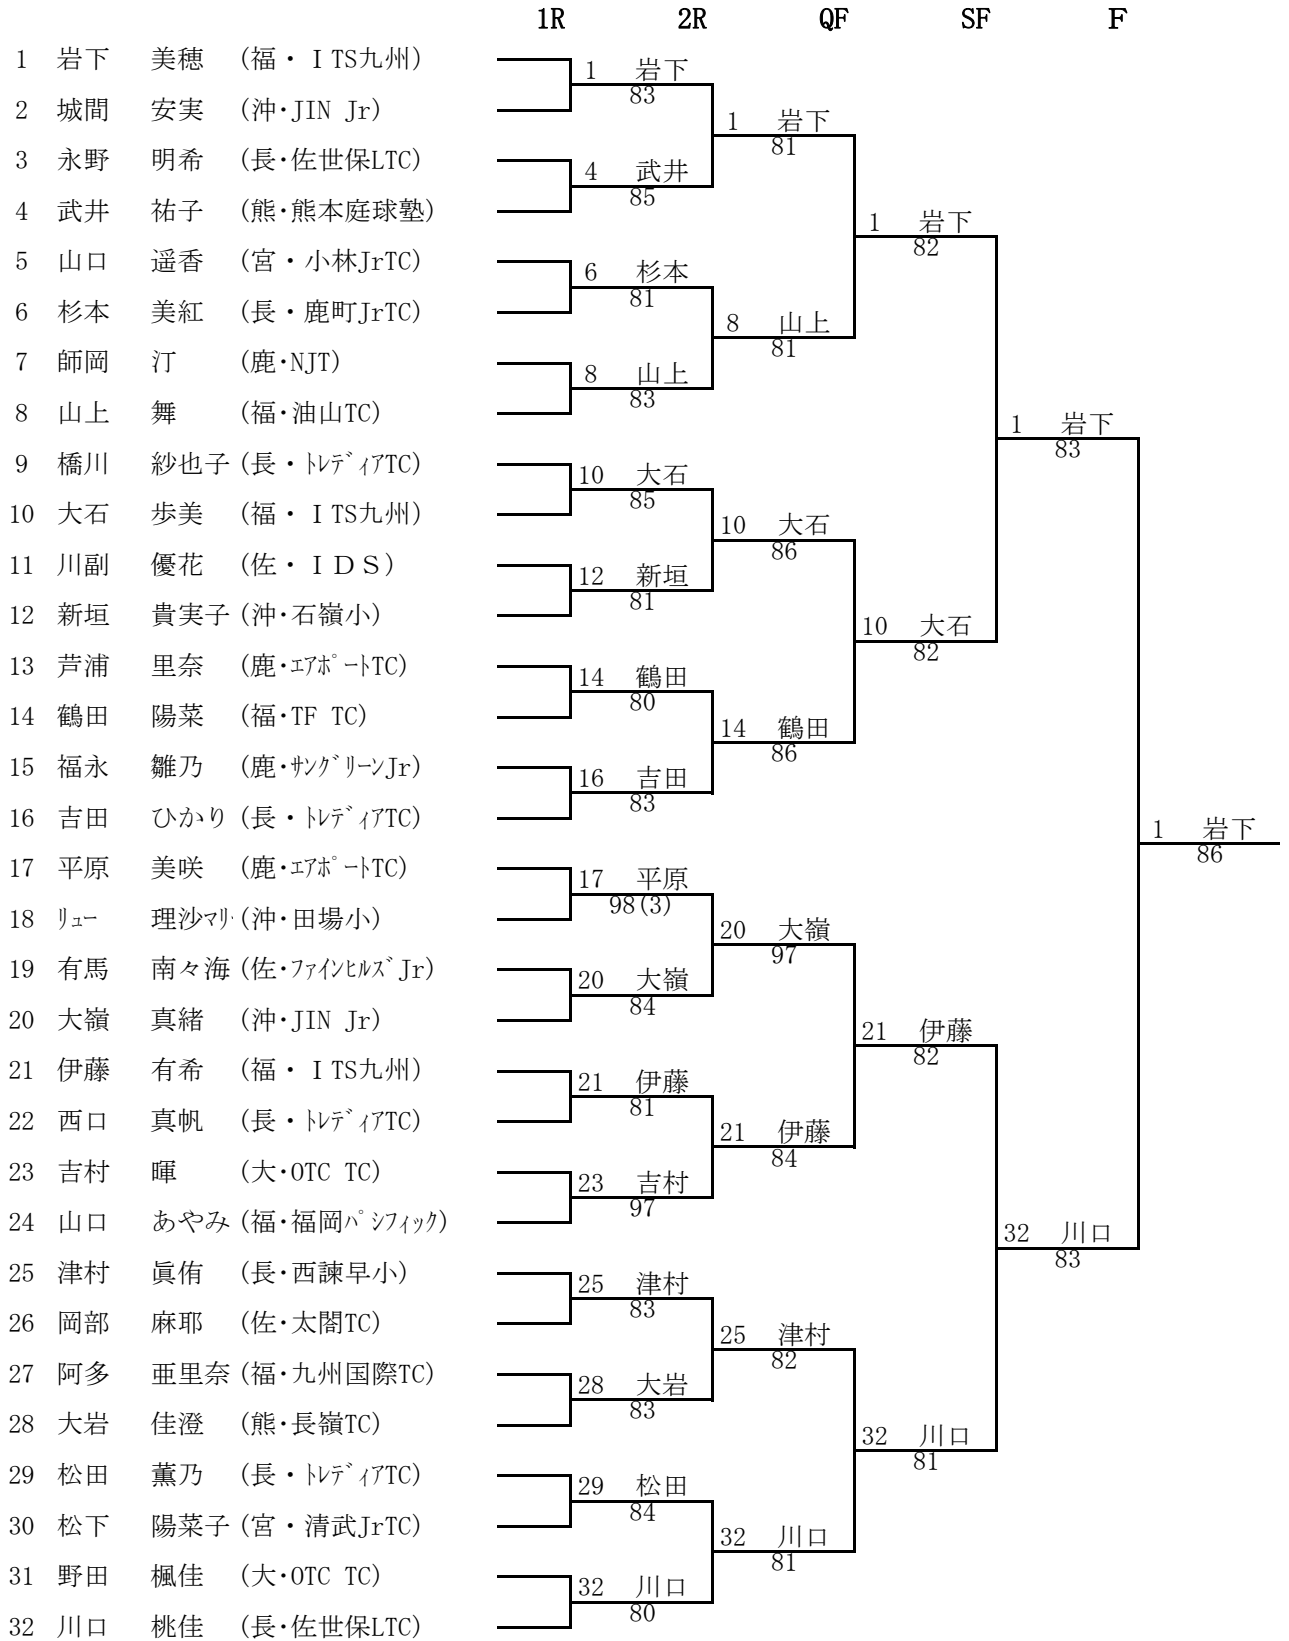 1R 2R QF SF F
1 岩下 美穂 (福・ＩTS九州)
1 岩下
83
2 城間 安実 (沖・JIN Jr)
1 岩下
81
3 永野 明希 (長・佐世保LTC)
4 武井
85
4 武井 祐子 (熊・熊本庭球塾)
1 岩下
82
5 山口 遥香 (宮・小林JrTC)
6 杉本
81
6 杉本 美紅 (長・鹿町JrTC)
8 山上
81
7 師岡 汀 (鹿・NJT)
8 山上
83
8 山上 舞 (福・油山TC)
1 岩下
83
9 橋川 紗也子 (長・ﾄﾚﾃﾞｨｱTC)
10 大石
85
10 大石 歩美 (福・ＩTS九州)
10 大石
86
11 川副 優花 (佐・ＩＤＳ)
12 新垣
81
12 新垣 貴実子 (沖・石嶺小)
10 大石
82
13 芦浦 里奈 (鹿・ｴｱﾎﾟｰﾄTC)
14 鶴田
80
14 鶴田 陽菜 (福・TF TC)
14 鶴田
86
15 福永 雛乃 (鹿・ｻﾝｸﾞﾘｰﾝJr)
16 吉田
83
16 吉田 ひかり (長・ﾄﾚﾃﾞｨｱTC)
1 岩下
86
17 平原 美咲 (鹿・ｴｱﾎﾟｰﾄTC)
17 平原
98(3)
18 ﾘｭｰ 理沙ﾏﾘ (沖・田場小)
20 大嶺
97
19 有馬 南々海 (佐・ﾌｧｲﾝﾋﾙｽﾞJr)
20 大嶺
84
20 大嶺 真緒 (沖・JIN Jr)
21 伊藤
82
21 伊藤 有希 (福・ＩTS九州)
21 伊藤
81
22 西口 真帆 (長・ﾄﾚﾃﾞｨｱTC)
21 伊藤
84
23 吉村 暉 (大・OTC TC)
23 吉村
97
24 山口 あやみ (福・福岡ﾊﾟｼﾌｨｯｸ)
32 川口
83
25 津村 眞侑 (長・西諫早小)
25 津村
83
26 岡部 麻耶 (佐・太閤TC)
25 津村
82
27 阿多 亜里奈 (福・九州国際TC)
28 大岩
83
28 大岩 佳澄 (熊・長嶺TC)
32 川口
81
29 松田 薫乃 (長・ﾄﾚﾃﾞｨｱTC)
29 松田
84
30 松下 陽菜子 (宮・清武JrTC)
32 川口
81
31 野田 楓佳 (大・OTC TC)
32 川口
80
32 川口 桃佳 (長・佐世保LTC)